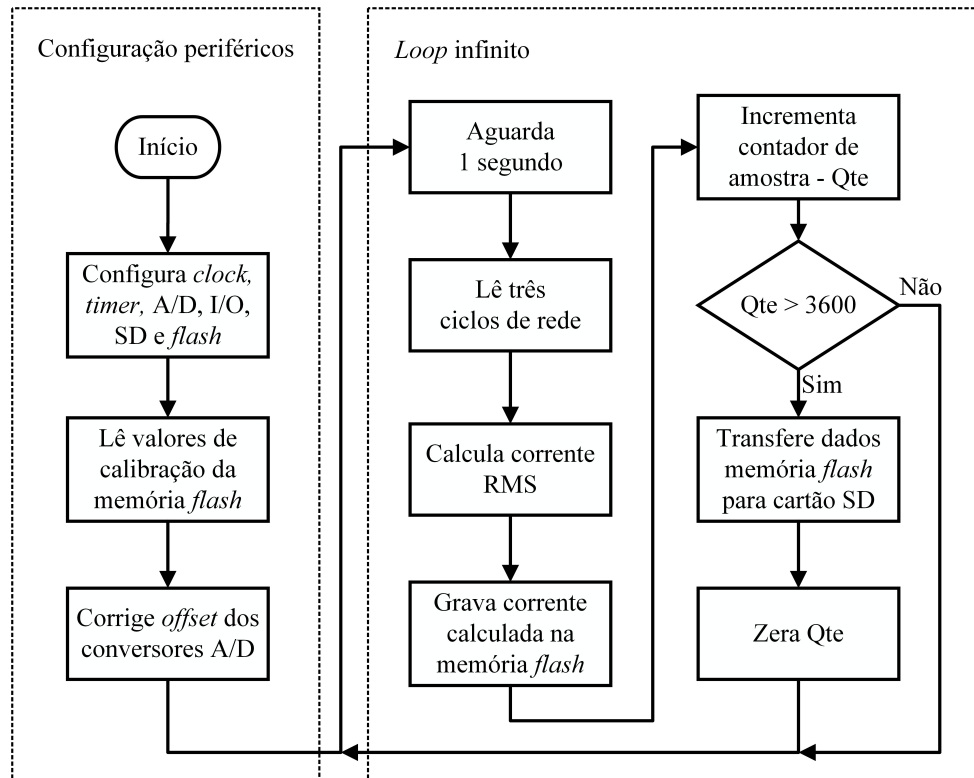 Configuração periféricos
Início
Configura clock,
timer, A/D, I/O,
SD e flash
Lê valores de
calibração da
memória flash
Corrige offset dos
conversores A/D
Loop infinito
Aguarda
1 segundo
Lê três
ciclos de rede
Calcula corrente
RMS
Grava corrente
calculada na
memória flash
Incrementa
contador de
amostra - Qte
Qte > 3600
Não
Sim
Transfere dados
memória flash
para cartão SD
Zera Qte